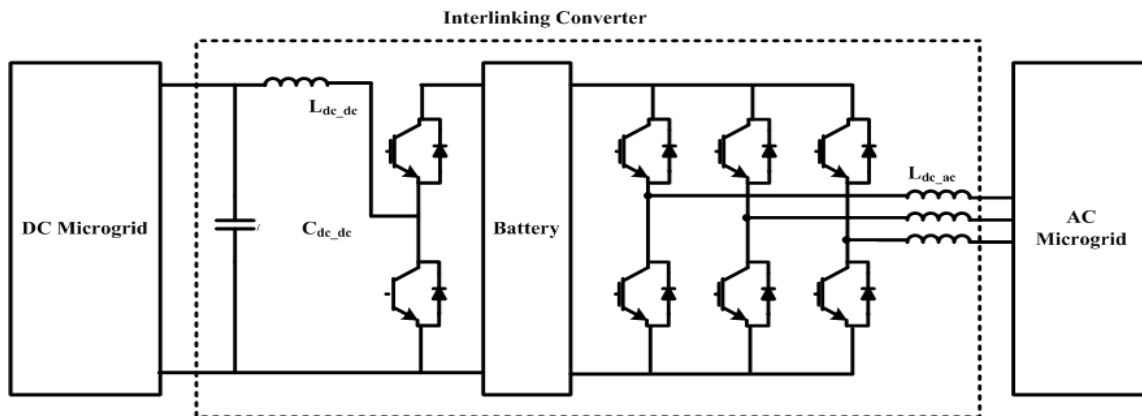 Interlinking Converter
L_dc_dc
L_dc_ac
DC Microgrid
C_dc_dc
Battery
AC
Microgrid